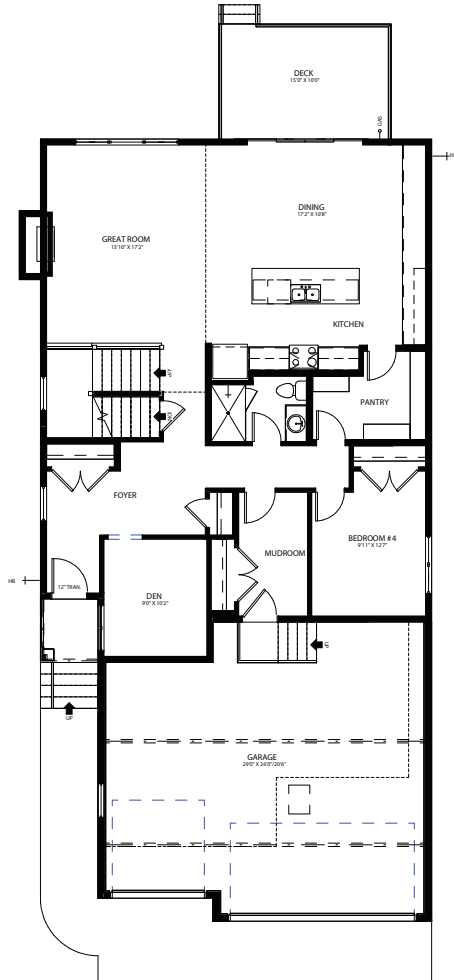 DECK
15'0" X 10'0"
GAS
H
DINING
17'2" X 10'8"
GREAT ROOM
13'10" X 17'2"
KITCHEN
UP
PANTRY
DN
FOYER
MUDROOM
BEDROOM #4
9'11" X 12'7"
HB
12" TRAN.
DEN
9'0" X 10'2"
UP
UP
GARAGE
29'0" X 26'0"/20'6"